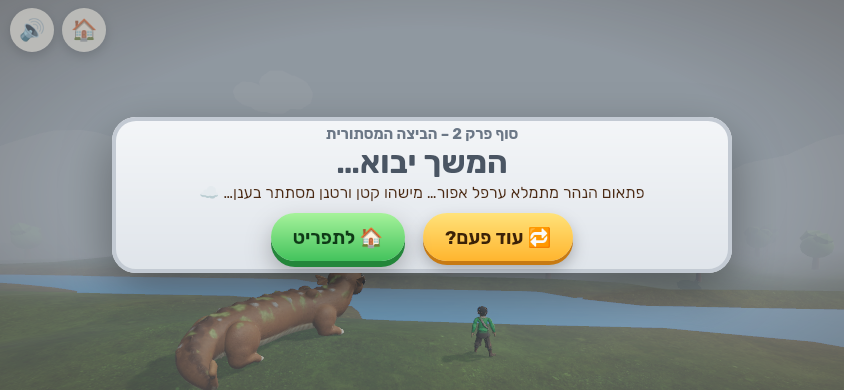 סוף פרק 2 – הביצה המסתורית
המשך יבוא...
פתאום הנהר מתמלא ערפל אפור... מישהו קטן ורטנן מסתתר בענן... ☁️
🔁 עוד פעם?
🏠 לתפריט